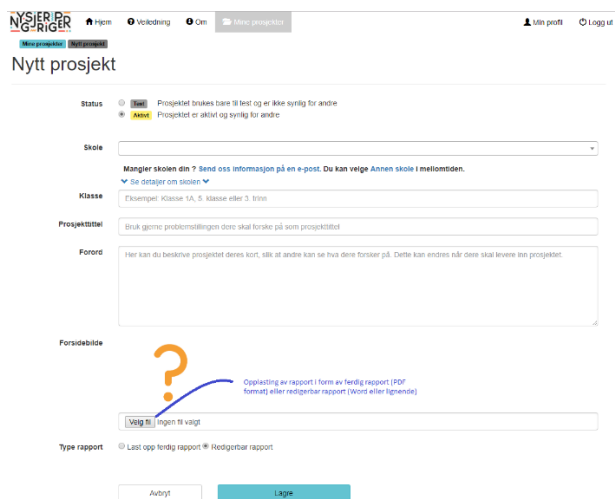 NYSJERRIGPER
Hjem Veiledning Om Mine prosjekter Min profil Logg ut
Mine prosjekter Nytt prosjekt
Nytt prosjekt
Status Test Prosjektet brukes bare til test og er ikke synlig for andre
Aktivt Prosjektet er aktivt og synlig for andre
Skole
Mangler skolen din ? Send oss informasjon på en e-post. Du kan velge Annen skole i mellomtiden.
Se detaljer om skolen
Klasse Eksempel: Klasse 1A, 5. klasse eller 3. trinn
Prosjekttittel Bruk gjerne problemstillingen dere skal forske på som prosjekttittel
Forord Her kan du beskrive prosjektet deres kort, slik at andre kan se hva dere forsker på. Dette kan endres når dere skal levere inn prosjektet.
Forsidebilde
?
Opplasting av rapport i form av ferdig rapport (PDF
format) eller redigerbar rapport (Word eller lignende)
Velg fil Ingen fil valgt
Type rapport Last opp ferdig rapport Redigerbar rapport
Avbryt Lagre